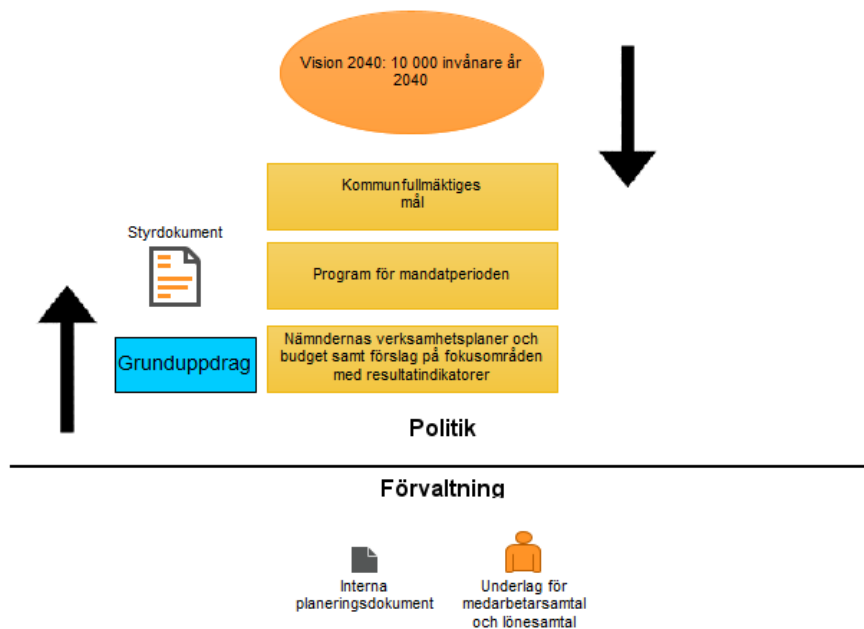 Vision 2040: 10 000 invånare år
2040
Kommunfullmäktiges
mål
Styrdokument
Program för mandatperioden
Grunduppdrag
Nämndernas verksamhetsplaner och
budget samt förslag på fokusområden
med resultatindikatorer
Politik
Förvaltning
Interna
planeringsdokument
Underlag för
medarbetarsamtal
och lönesamtal